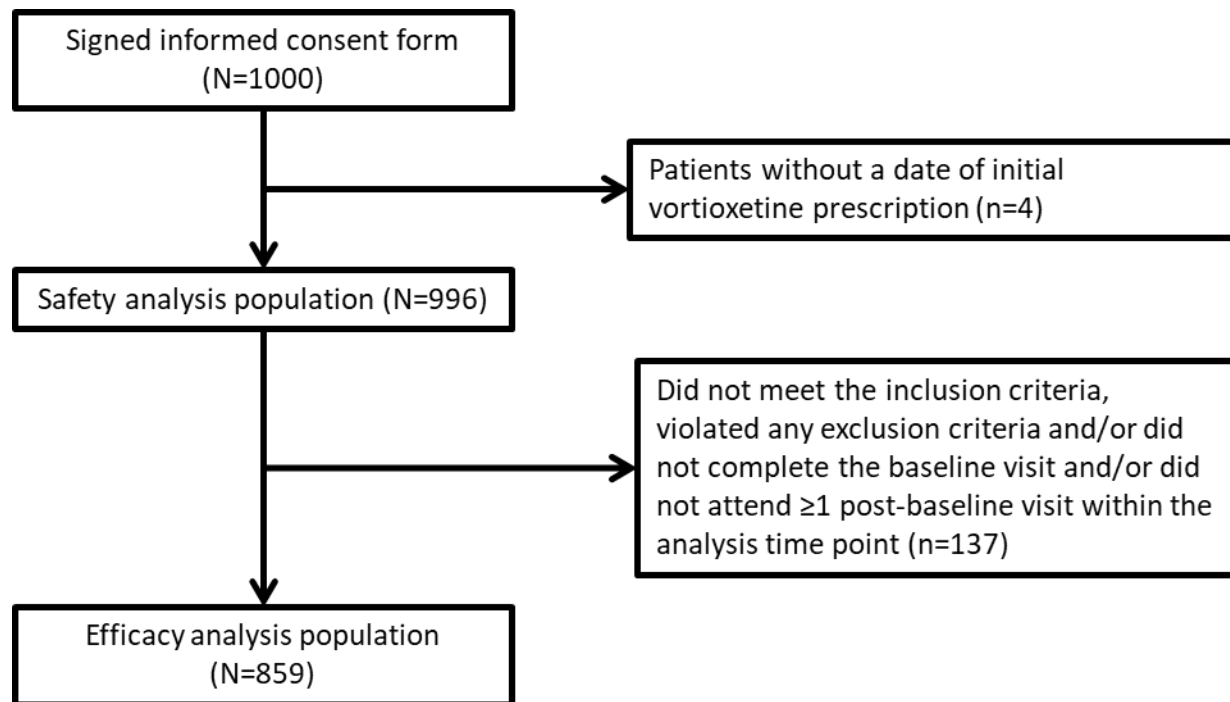 Signed informed consent form
(N=1000)
Patients without a date of initial
vortioxetine prescription (n=4)
Safety analysis population (N=996)
Did not meet the inclusion criteria,
violated any exclusion criteria and/or did
not complete the baseline visit and/or did
not attend ≥1 post-baseline visit within the
analysis time point (n=137)
Efficacy analysis population
(N=859)